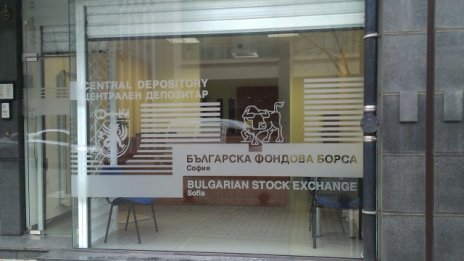 CENTRAL DEPOSITORY
ЦЕНТРАЛЕН ДЕПОЗИТАР
БЪЛГАРСКА ФОНДОВА БОРСА
София
BULGARIAN STOCK EXCHANGE
Sofia